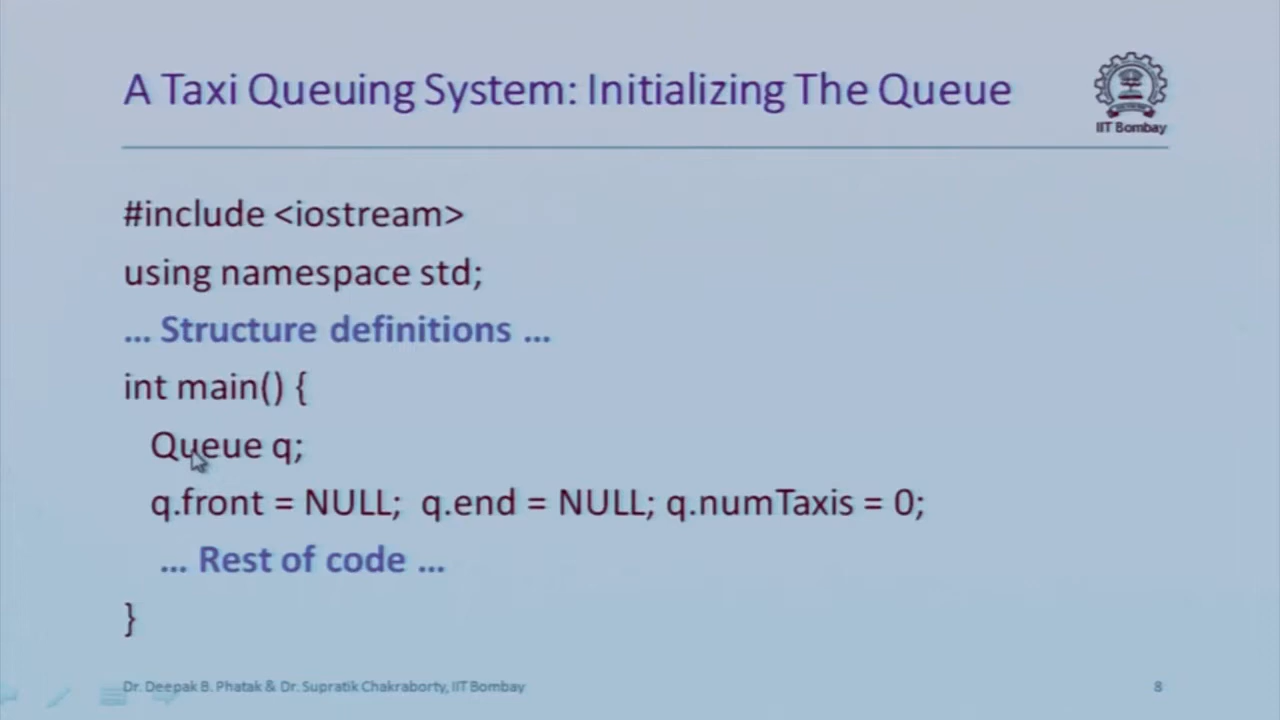 A Taxi Queuing System: Initializing The Queue
IIT Bombay
#include <iostream>
using namespace std;
... Structure definitions ...
int main() {
Queue q;
q.front = NULL; q.end = NULL; q.numTaxis = 0;
... Rest of code ...
}
Dr. Deepak B. Phatak & Dr. Supratik Chakraborty, IIT Bombay
8